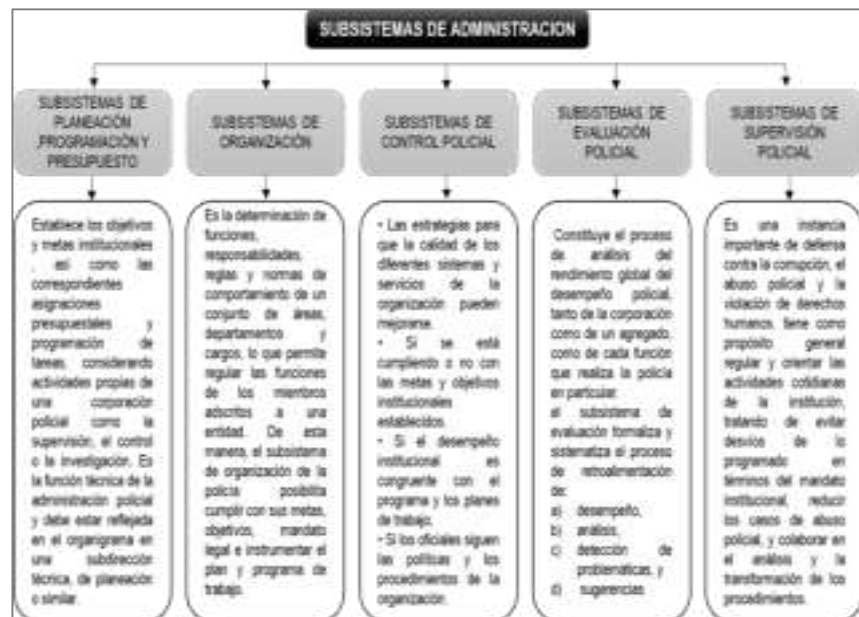 SUBSISTEMAS DE ADMINISTRACION
SUBSISTEMAS DE
PLANEACIÓN
,PROGRAMACIÓN Y
PRESUPUESTO
Establece los objetivos
y metas institucionales
, así como las
correspondientes
asignaciones
presupuestales y
programación de
tareas, considerando
actividades propias de
una corporación
policial como la
supervisión, el control
o la investigación. Es
la función técnica de la
administración policial
y debe estar reflejada
en el organigrama en
una subdirección
técnica, de planeación
o similar.
SUBSISTEMAS DE
ORGANIZACIÓN
Es la determinación de
funciones,
responsabilidades,
reglas y normas de
comportamiento de un
conjunto de áreas,
departamentos y
cargos, lo que permite
regular las funciones
de los miembros
adscritos a una
entidad. De esta
manera, el subsistema
de organización de la
policía posibilita
cumplir con sus metas,
objetivos, mandato
legal e instrumentar el
plan y programa de
trabajo.
SUBSISTEMAS DE
CONTROL POLICIAL
• Las estrategias para
que la calidad de los
diferentes sistemas y
servicios de la
organización pueden
mejorarse.
• Si se está
cumpliendo o no con
las metas y objetivos
institucionales
establecidos.
• Si el desempeño
institucional es
congruente con el
programa y los planes
de trabajo.
• Si los oficiales siguen
las políticas y los
procedimientos de la
organización.
SUBSISTEMAS DE
EVALUACIÓN
POLICIAL
Constituye el proceso
de análisis del
rendimiento global del
desempeño policial,
tanto de la corporación
como de un agregado,
como de cada función
que realiza la policía
en particular.
el subsistema de
evaluación formaliza y
sistematiza el proceso
de retroalimentación
de:
a) desempeño,
b) análisis,
c) detección de
problemáticas, y
d) sugerencias
SUBSISTEMAS DE
SUPERVISIÓN
POLICIAL
Es una instancia
importante de defensa
contra la corrupción, el
abuso policial y la
violación de derechos
humanos, tiene como
propósito general
regular y orientar las
actividades cotidianas
de la institución,
tratando de evitar
desvíos de lo
programado en
términos del mandato
institucional, reducir
los casos de abuso
policial, y colaborar en
el análisis y la
transformación de los
procedimientos.